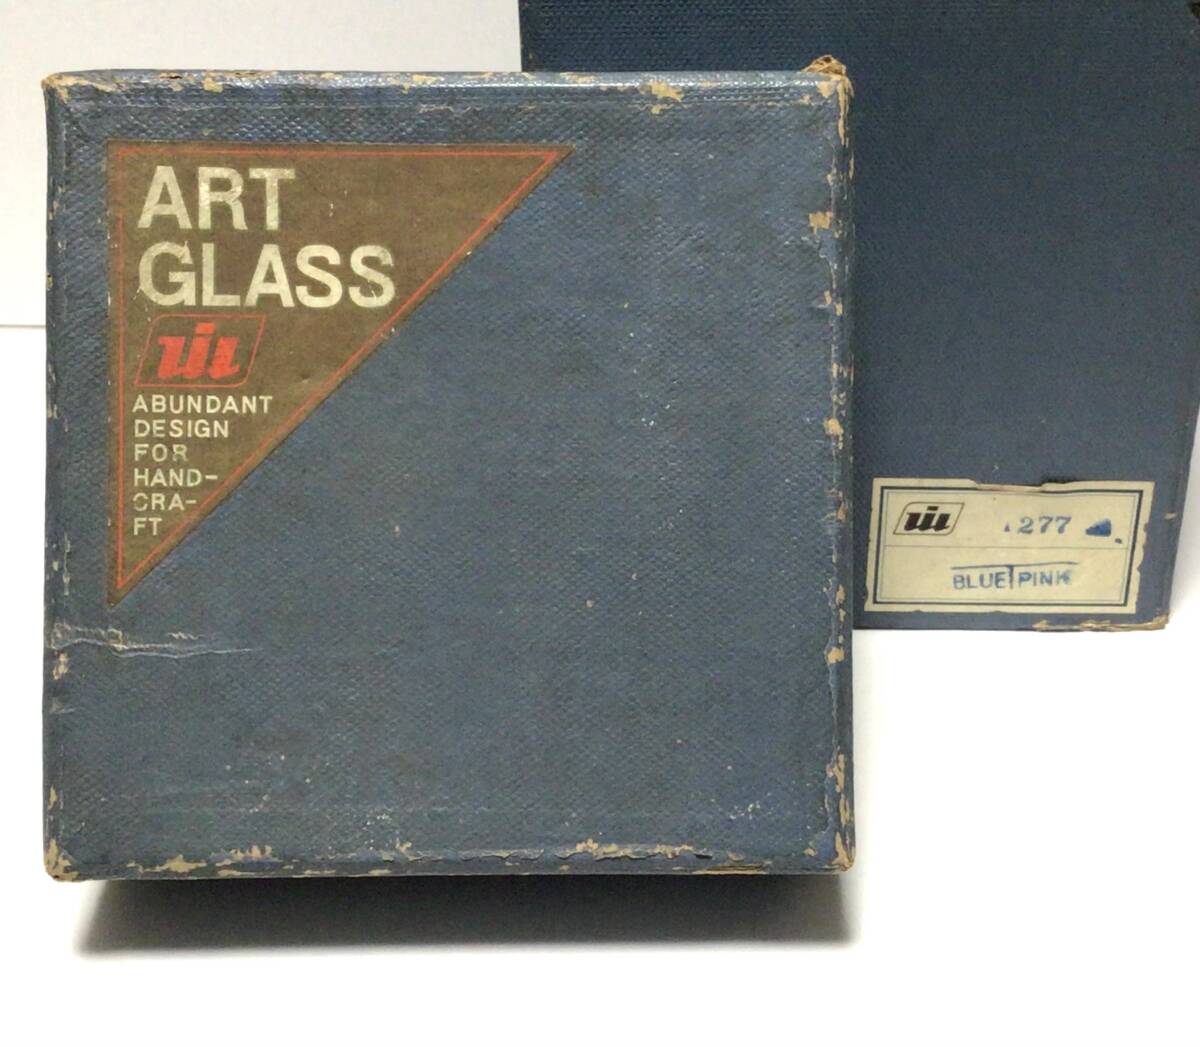 ART
GLASS
ABUNDANT
DESIGN
FOR
HAND-
CRA-
FT
277
BLUE PINK